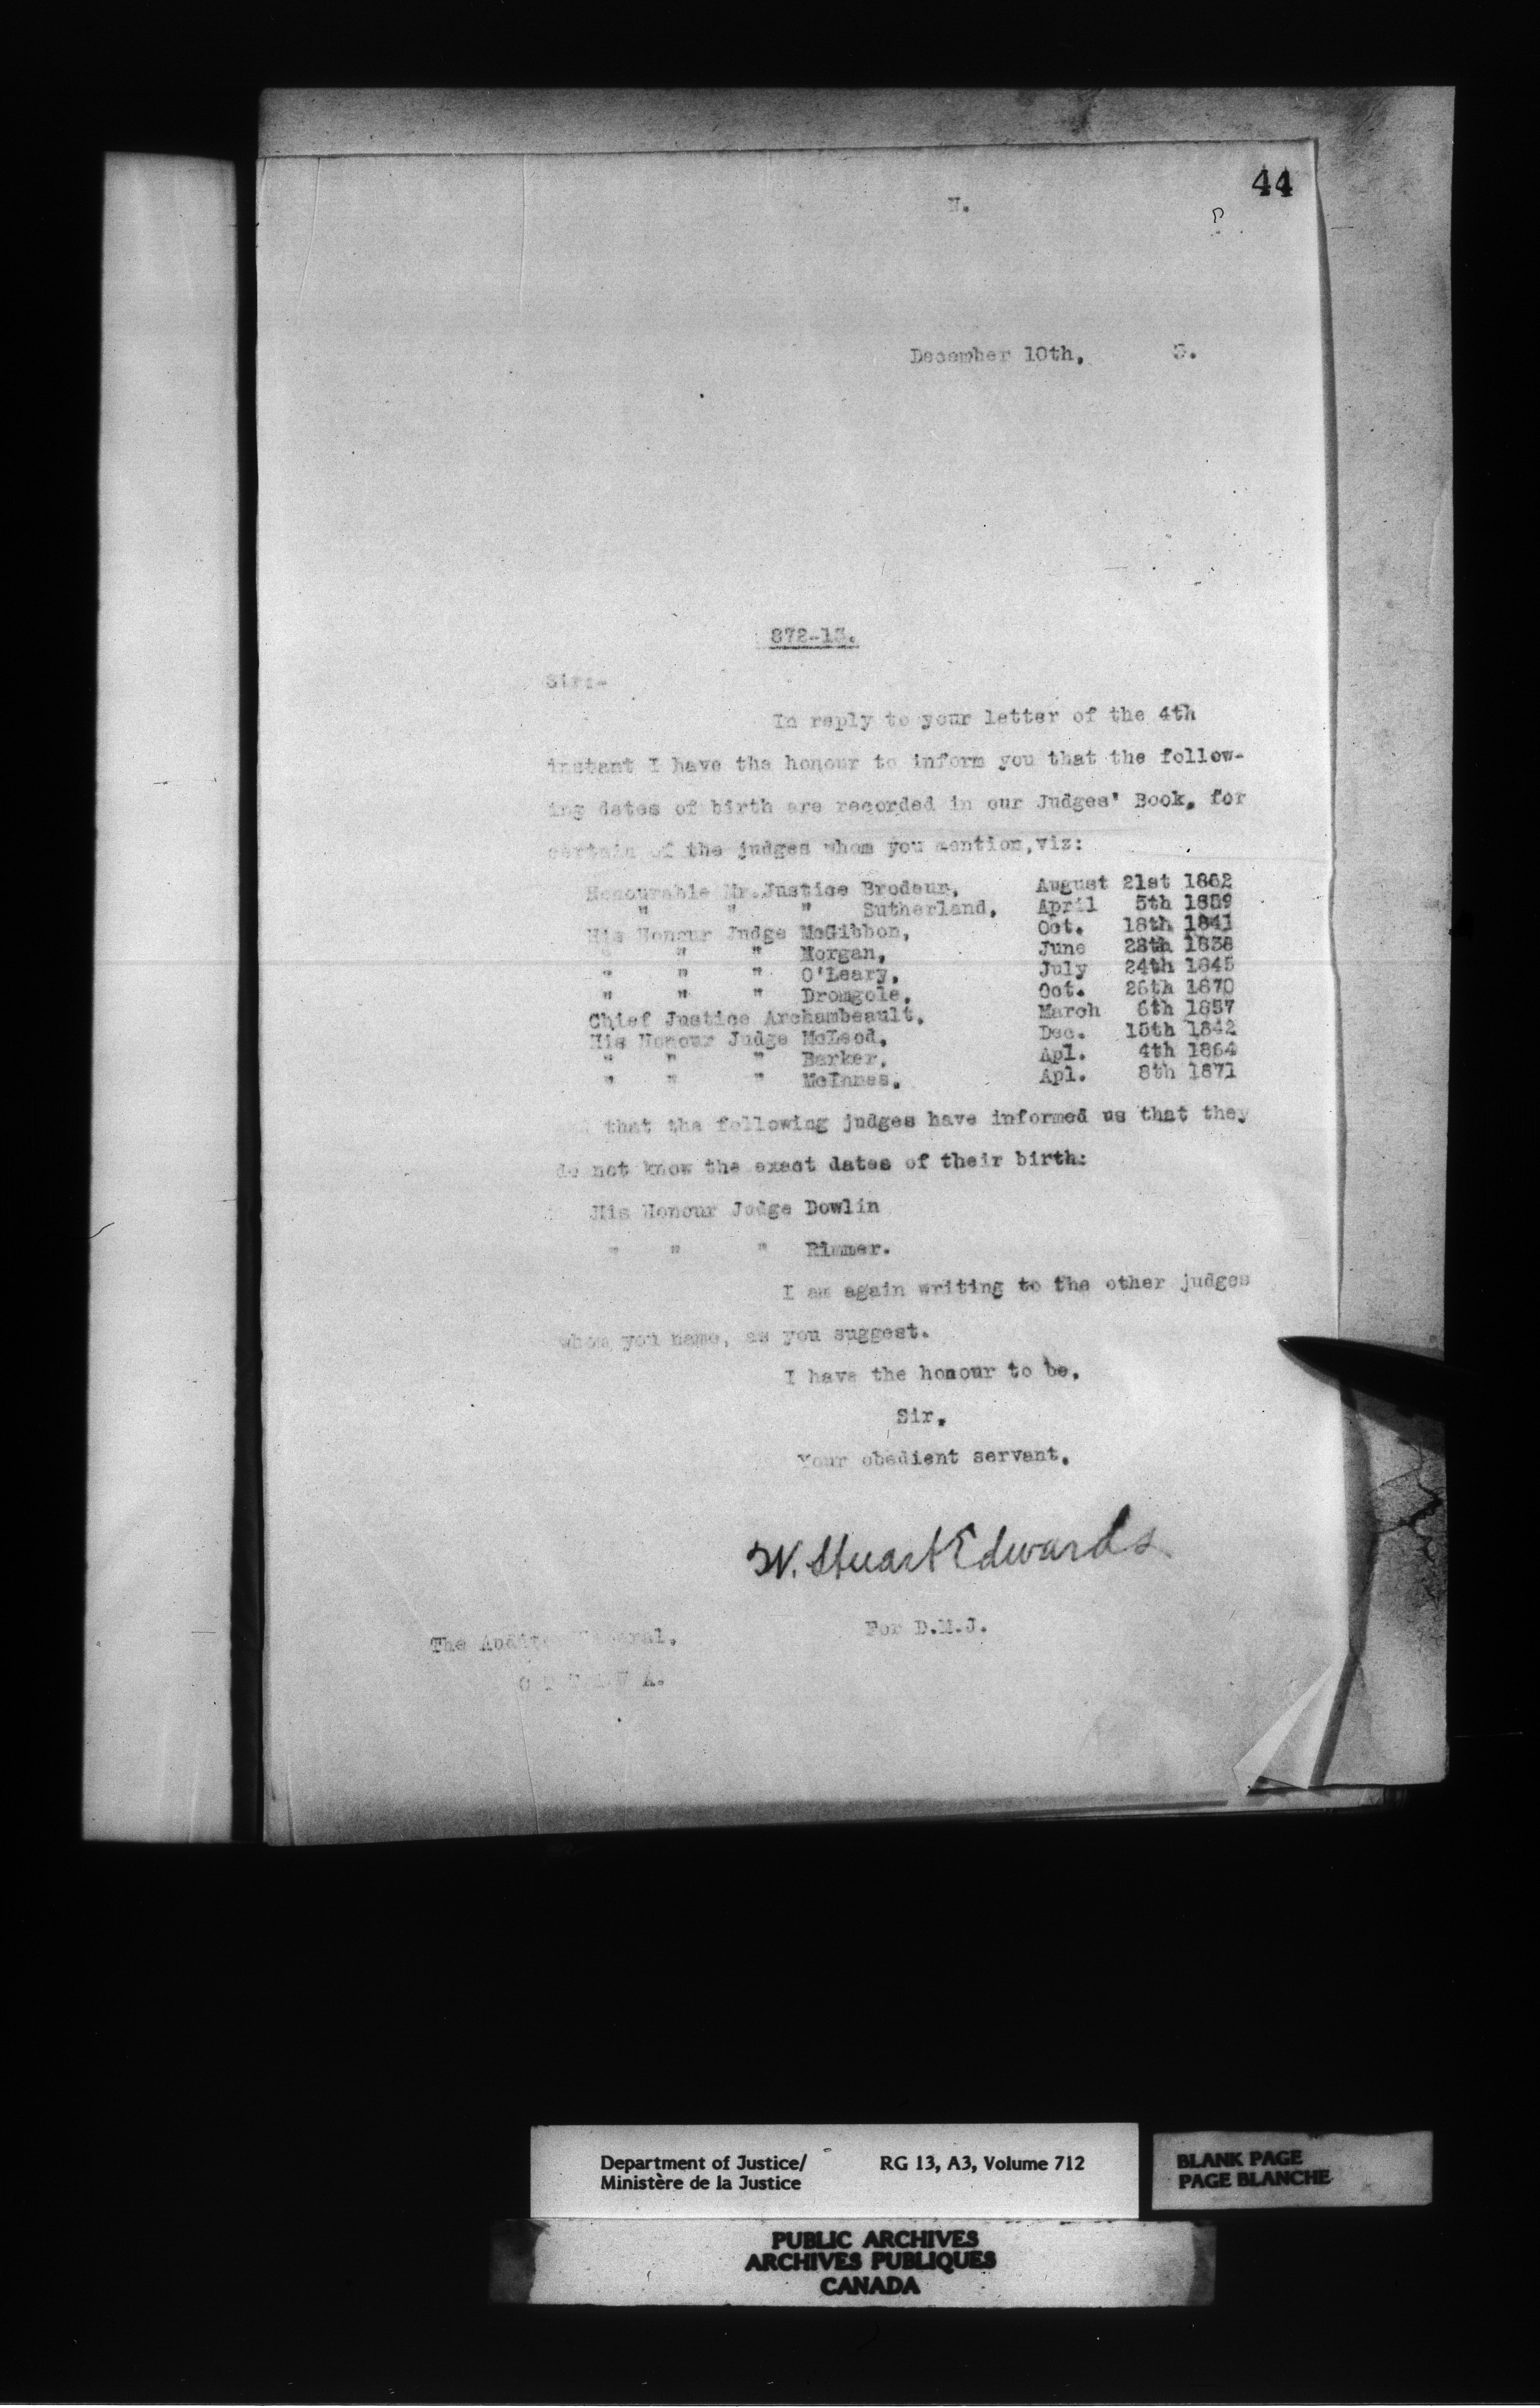 44
N.
December 10th, 3.
872-13.
Sir:-
In reply to your letter of the 4th
instant I have the honour to inform you that the follow-
ing dates of birth are recorded in our Judges' Book, for
certain of the judges whom you mention, viz:
Honourable Mr. Justice Brodeur, August 21st 1862
" " " Sutherland, April 5th 1859
His Honour Judge McGibbon, Oct. 18th 1841
" " " Morgan, June 28th 1838
" " " O'Leary, July 24th 1845
" " " Dromgole, Oct. 26th 1870
Chief Justice Archambeault, March 6th 1857
His Honour Judge McLeod, Dec. 15th 1842
" " " Barker, Apl. 4th 1864
" " " McInnes, Apl. 8th 1871
that the following judges have informed us that they
do not know the exact dates of their birth:
His Honour Judge Dowlin
" " " Rimmer.
I am again writing to the other judges
whom you name, as you suggest.
I have the honour to be,
Sir,
Your obedient servant,
W. Stuart Edwards
For D.M.J.
The Auditor General,
OTTAWA.
Department of Justice/ RG 13, A3, Volume 712
Ministère de la Justice
BLANK PAGE
PAGE BLANCHE
PUBLIC ARCHIVES
ARCHIVES PUBLIQUES
CANADA